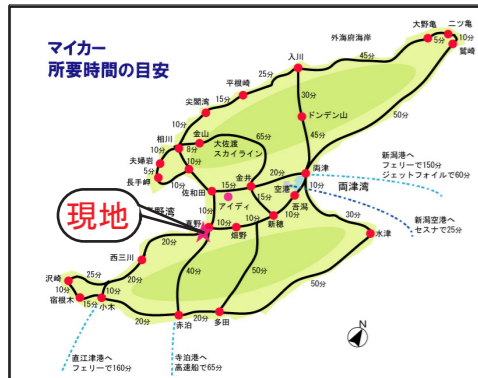 マイカー
所要時間の目安
外海府海岸
大野亀
二ツ亀
5分
10分
鷲崎
入川
45分
25分
平根崎
15分
尖閣湾
10分
30分
ドンデン山
50分
金山
相川
8分
大佐渡
スカイライン
65分
45分
夫婦岩
5分
長手岬
10分
10分
10分
佐和田
15分
金井
20分
両津
新潟港へ
フェリーで150分
ジェットフォイルで60分
アイディ
15分
空港
10分
両津湾
吾潟
10分
現地
野湾
真野
10分
畑野
10分
新穂
新潟空港へ
セスナで25分
30分
水津
西三川
20分
沢崎
25分
10分
宿根木
15分
小木
10分
20分
40分
50分
50分
20分
赤泊
20分
多田
N
直江津港へ
フェリーで160分
寺泊港へ
高速船で65分